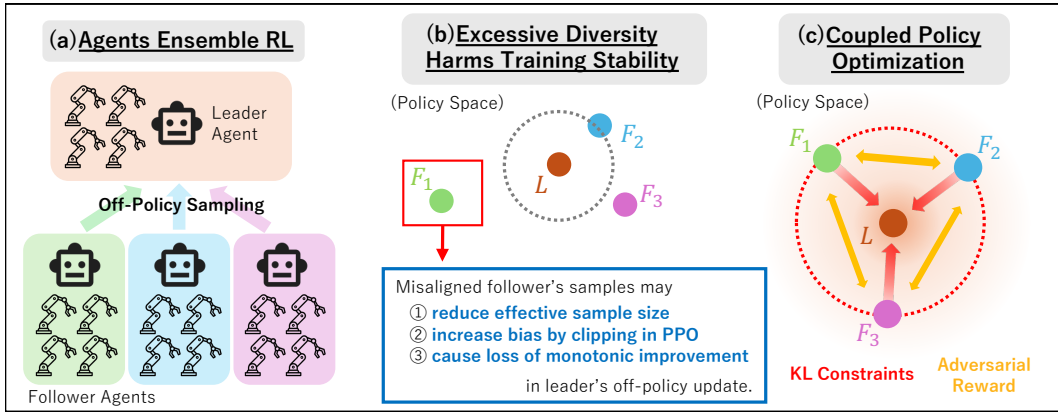 (a)Agents Ensemble RL
Leader
Agent
Off-Policy Sampling
Follower Agents
(b)Excessive Diversity
Harms Training Stability
(Policy Space)
F₁
F₂
L
F₃
Misaligned follower's samples may
① reduce effective sample size
② increase bias by clipping in PPO
③ cause loss of monotonic improvement
in leader's off-policy update.
(c)Coupled Policy
Optimization
(Policy Space)
F₁
F₂
L
F₃
KL Constraints
Adversarial
Reward